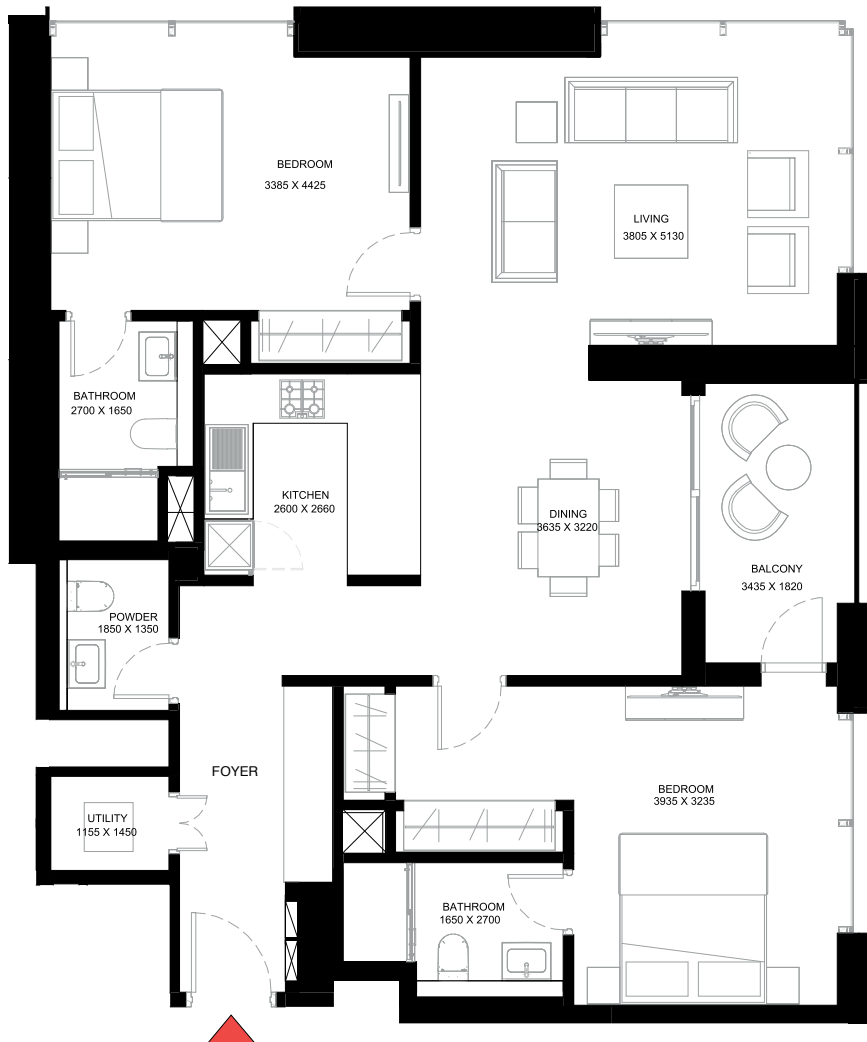 BEDROOM
3385 X 4425
LIVING
3805 X 5130
BATHROOM
2700 X 1650
KITCHEN
2600 X 2660
DINING
3635 X 3220
BALCONY
3435 X 1820
POWDER
1850 X 1350
FOYER
BEDROOM
3935 X 3235
UTILITY
1155 X 1450
BATHROOM
1650 X 2700